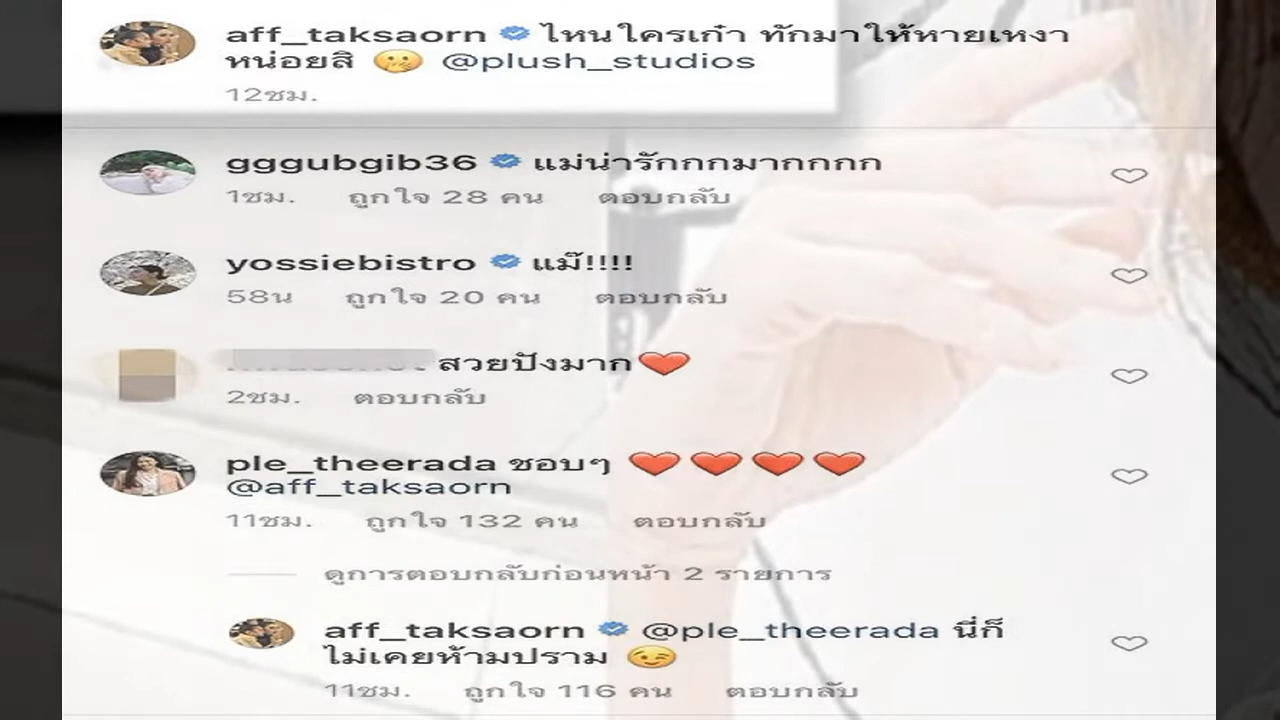 aff_taksaorn ไหนใครเก๋า ทักมาให้หายเหงา
หน่อยสิ 🤭 @plush_studios
12ชม.
gggubgib36 แม่น่ารักกกมากกกก
1ชม. ถูกใจ 28 คน ตอบกลับ
yossiebistro แม๊!!!!
58น ถูกใจ 20 คน ตอบกลับ
สวยปังมาก❤️
2ชม. ตอบกลับ
ple_theerada ชอบๆ ❤️❤️❤️❤️
@aff_taksaorn
11ชม. ถูกใจ 132 คน ตอบกลับ
ดูการตอบกลับก่อนหน้า 2 รายการ
aff_taksaorn @ple_theerada นี่ก็
ไม่เคยห้ามปราม 😉
11ชม. ถูกใจ 116 คน ตอบกลับ